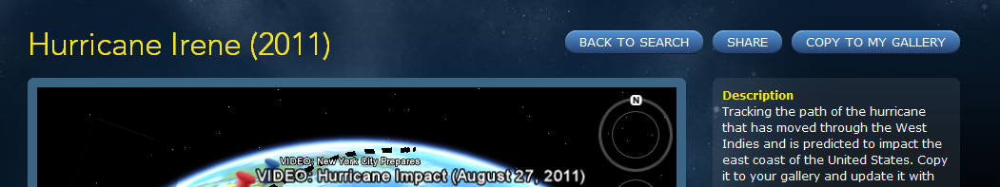 Hurricane Irene (2011)
BACK TO SEARCH
SHARE
COPY TO MY GALLERY
N
VIDEO: New York City Prepares
VIDEO: Hurricane Impact (August 27, 2011)
Description
Tracking the path of the hurricane
that has moved through the West
Indies and is predicted to impact the
east coast of the United States. Copy
it to your gallery and update it with